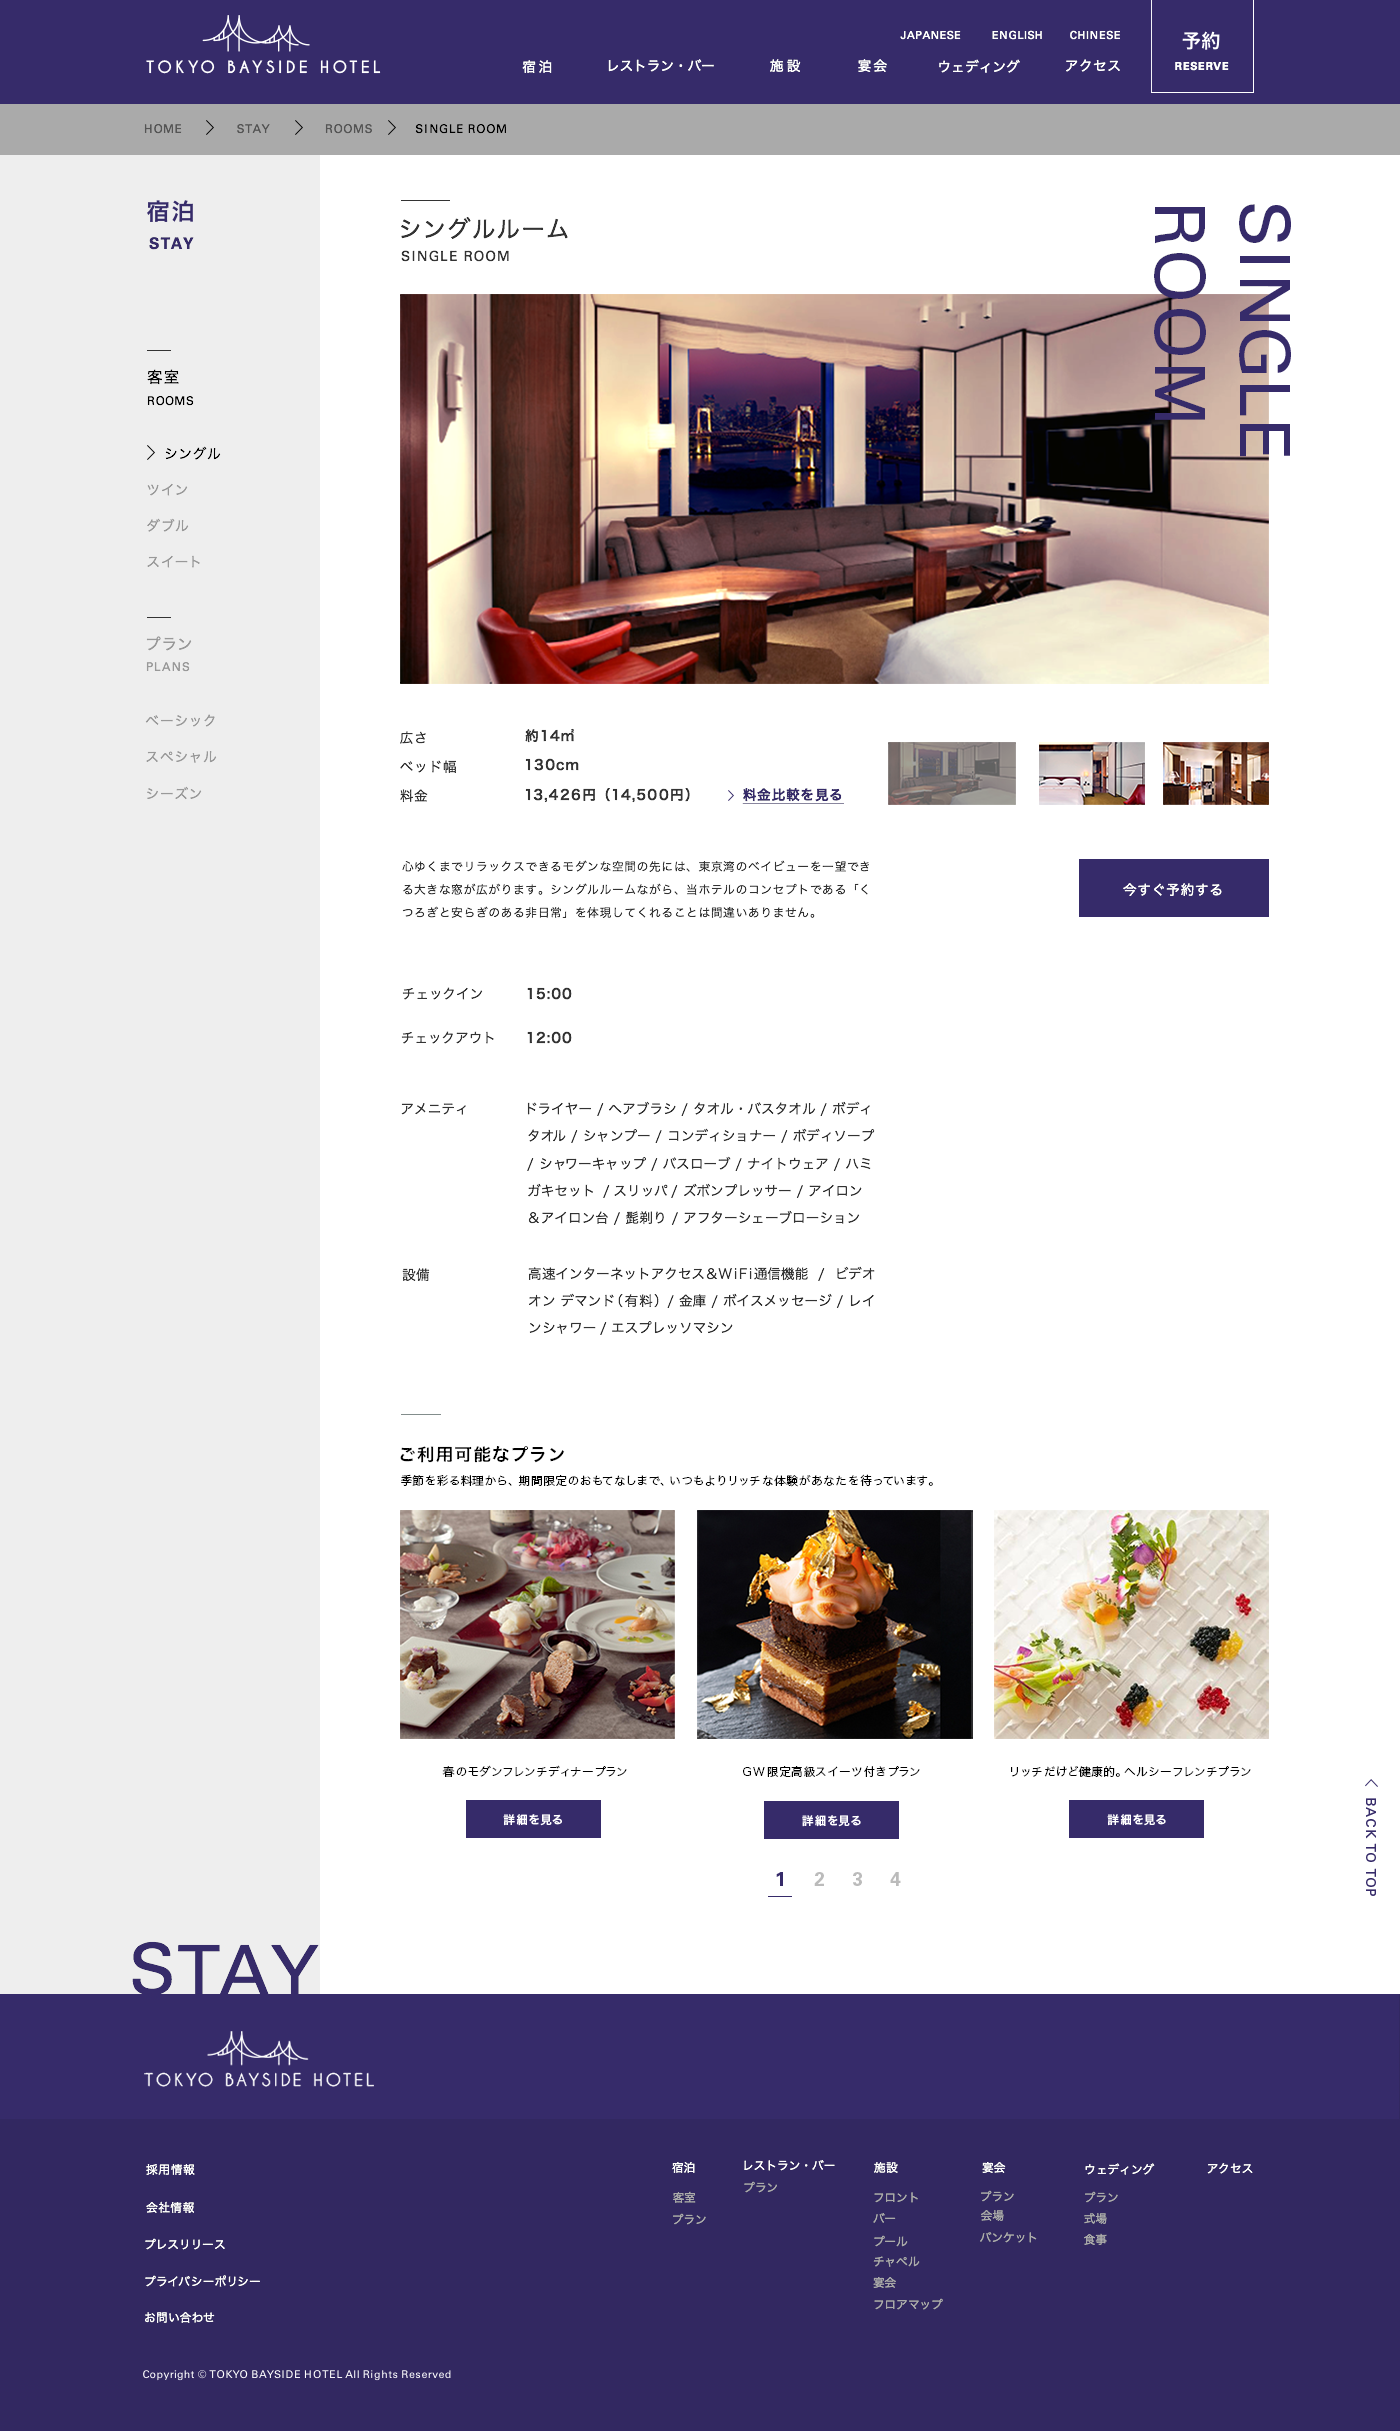 TOKYO BAYSIDE HOTEL
JAPANESE ENGLISH CHINESE
宿泊 レストラン・バー 施設 宴会 ウェディング アクセス
予約
RESERVE
HOME STAY ROOMS SINGLE ROOM
宿泊
STAY
客室
ROOMS
シングル
ツイン
ダブル
スイート
プラン
PLANS
ベーシック
スペシャル
シーズン
シングルルーム
SINGLE ROOM
SINGLE
ROOM
広さ 約14㎡
ベッド幅 130cm
料金 13,426円（14,500円） 料金比較を見る
心ゆくまでリラックスできるモダンな空間の先には、東京湾のベイビューを一望でき
る大きな窓が広がります。シングルルームながら、当ホテルのコンセプトである「く
つろぎと安らぎのある非日常」を体現してくれることは間違いありません。
今すぐ予約する
チェックイン 15:00
チェックアウト 12:00
アメニティ ドライヤー / ヘアブラシ / タオル・バスタオル / ボディ
タオル / シャンプー / コンディショナー / ボディソープ
/ シャワーキャップ / バスローブ / ナイトウェア / ハミ
ガキセット / スリッパ / ズボンプレッサー / アイロン
＆アイロン台 / 髭剃り / アフターシェーブローション
設備 高速インターネットアクセス＆WiFi通信機能 / ビデオ
オン デマンド（有料） / 金庫 / ボイスメッセージ / レイ
ンシャワー / エスプレッソマシン
ご利用可能なプラン
季節を彩る料理から、期間限定のおもてなしまで、いつもよりリッチな体験があなたを待っています。
春のモダンフレンチディナープラン
詳細を見る
GW限定高級スイーツ付きプラン
詳細を見る
リッチだけど健康的。ヘルシーフレンチプラン
詳細を見る
1 2 3 4
BACK TO TOP
STAY
TOKYO BAYSIDE HOTEL
採用情報
会社情報
プレスリリース
プライバシーポリシー
お問い合わせ
宿泊
客室
プラン
レストラン・バー
プラン
施設
フロント
バー
プール
チャペル
宴会
フロアマップ
宴会
プラン
会場
バンケット
ウェディング
プラン
式場
食事
アクセス
Copyright © TOKYO BAYSIDE HOTEL All Rights Reserved